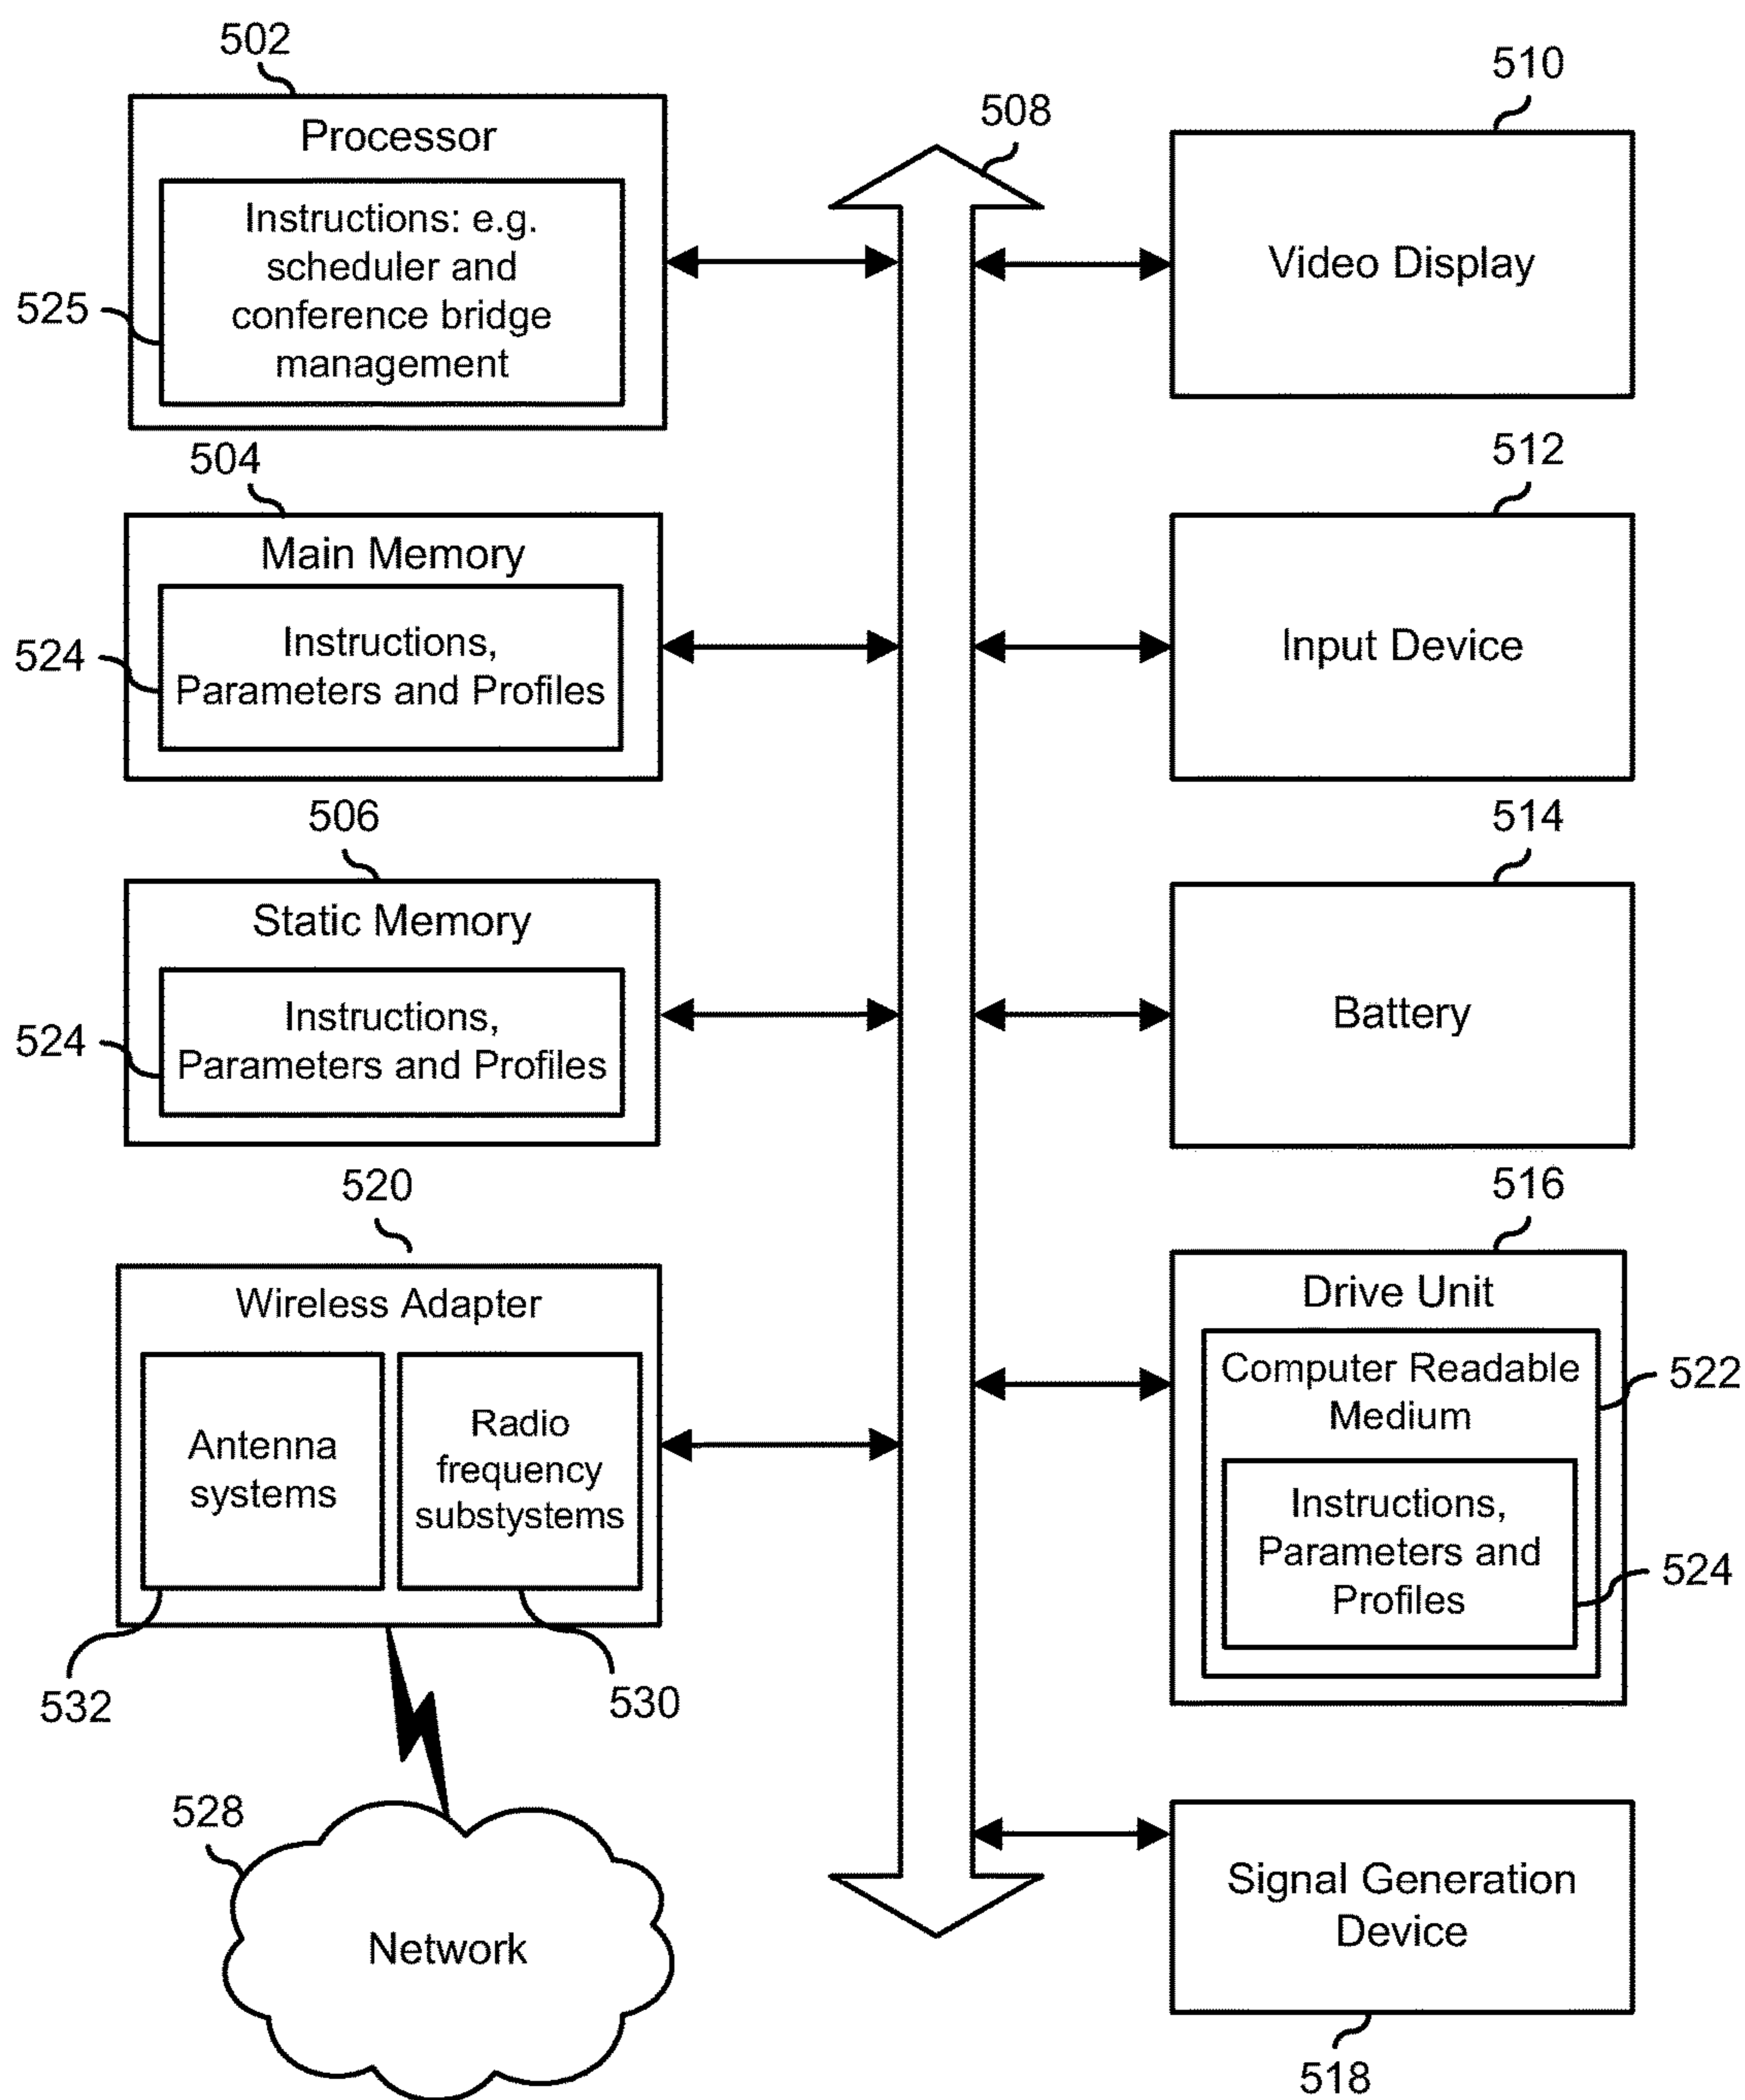 502
Processor
Instructions: e.g.
scheduler and
conference bridge
management
525
504
Main Memory
Instructions,
Parameters and Profiles
524
506
Static Memory
Instructions,
Parameters and Profiles
524
520
Wireless Adapter
Antenna
systems
Radio
frequency
substystems
532
530
528
Network
508
510
Video Display
512
Input Device
514
Battery
516
Drive Unit
Computer Readable
Medium
522
Instructions,
Parameters and
Profiles
524
Signal Generation
Device
518